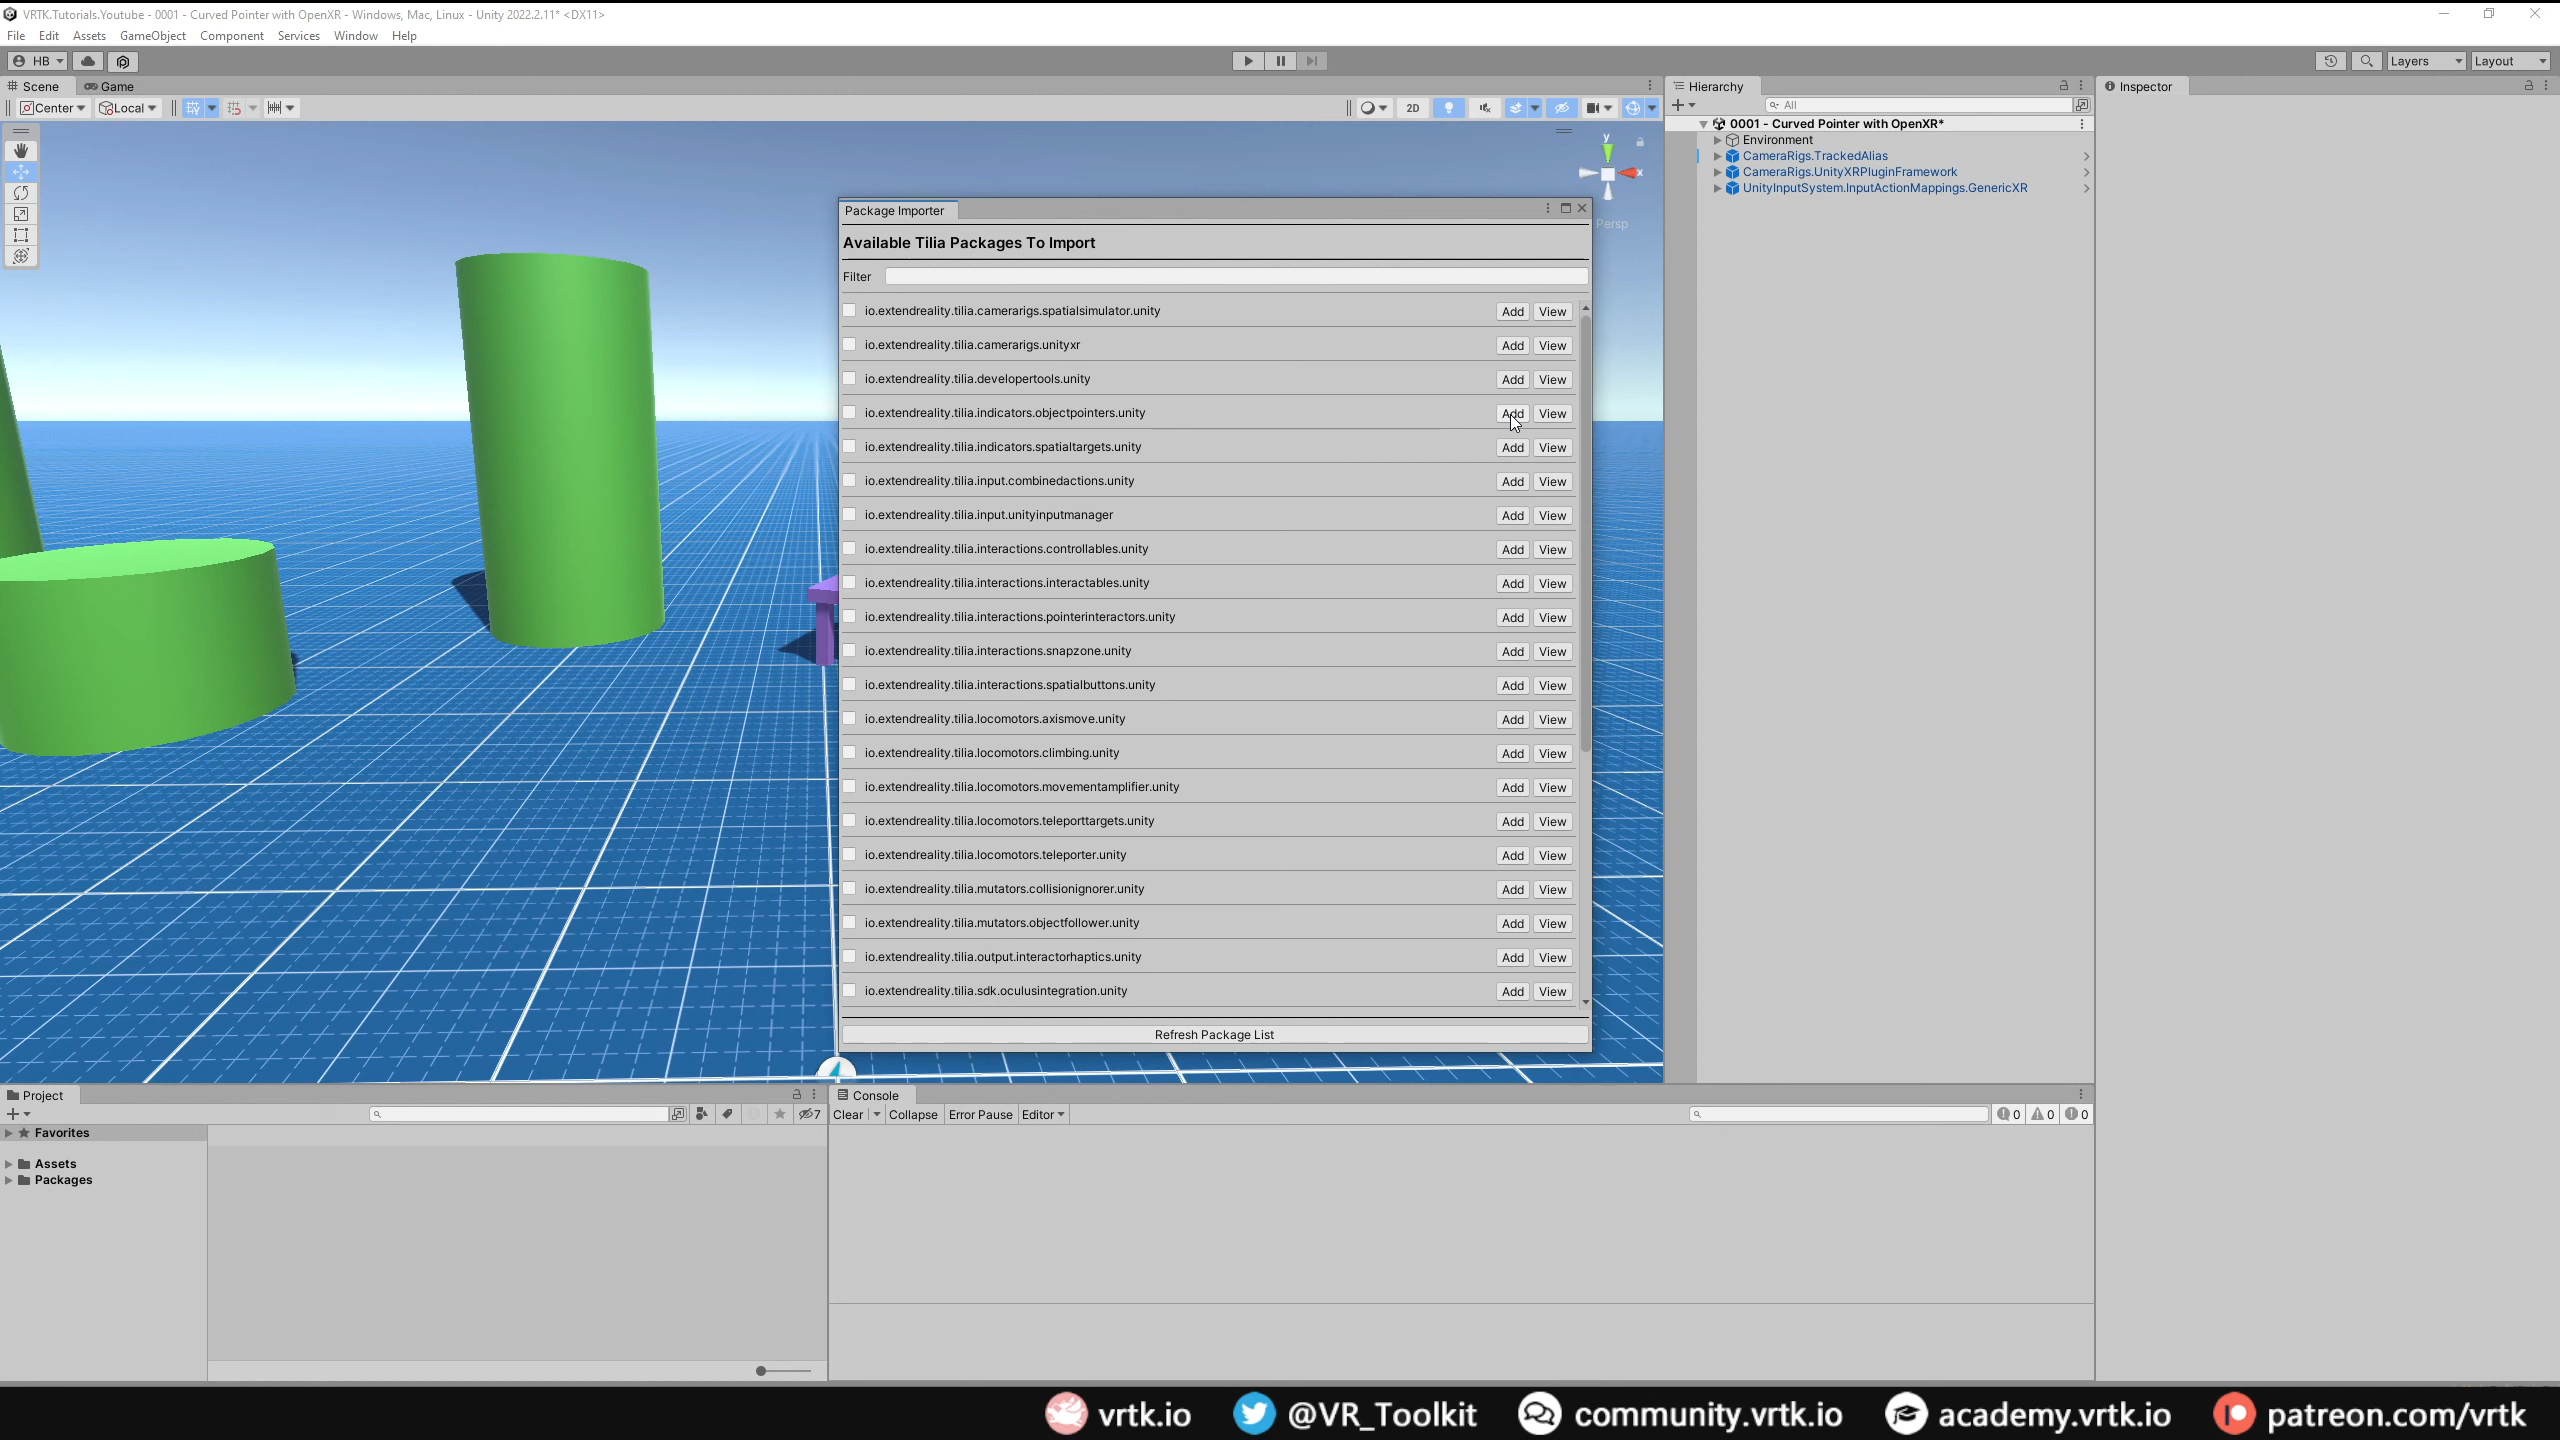 VRTK.Tutorials.Youtube - 0001 - Curved Pointer with OpenXR - Windows, Mac, Linux - Unity 2022.2.11* <DX11>
File Edit Assets GameObject Component Services Window Help
HB Layers Layout
Scene Game
Center Local 2D
Hierarchy
All
0001 - Curved Pointer with OpenXR*
Environment
CameraRigs.TrackedAlias
CameraRigs.UnityXRPluginFramework
UnityInputSystem.InputActionMappings.GenericXR
Inspector
y
x
Persp
Package Importer
Available Tilia Packages To Import
Filter
io.extendreality.tilia.camerarigs.spatialsimulator.unity Add View
io.extendreality.tilia.camerarigs.unityxr Add View
io.extendreality.tilia.developertools.unity Add View
io.extendreality.tilia.indicators.objectpointers.unity Add View
io.extendreality.tilia.indicators.spatialtargets.unity Add View
io.extendreality.tilia.input.combinedactions.unity Add View
io.extendreality.tilia.input.unityinputmanager Add View
io.extendreality.tilia.interactions.controllables.unity Add View
io.extendreality.tilia.interactions.interactables.unity Add View
io.extendreality.tilia.interactions.pointerinteractors.unity Add View
io.extendreality.tilia.interactions.snapzone.unity Add View
io.extendreality.tilia.interactions.spatialbuttons.unity Add View
io.extendreality.tilia.locomotors.axismove.unity Add View
io.extendreality.tilia.locomotors.climbing.unity Add View
io.extendreality.tilia.locomotors.movementamplifier.unity Add View
io.extendreality.tilia.locomotors.teleporttargets.unity Add View
io.extendreality.tilia.locomotors.teleporter.unity Add View
io.extendreality.tilia.mutators.collisionignorer.unity Add View
io.extendreality.tilia.mutators.objectfollower.unity Add View
io.extendreality.tilia.output.interactorhaptics.unity Add View
io.extendreality.tilia.sdk.oculusintegration.unity Add View
Refresh Package List
Project
7
Favorites
Assets
Packages
Console
Clear Collapse Error Pause Editor 0 0 0
vrtk.io @VR_Toolkit community.vrtk.io academy.vrtk.io patreon.com/vrtk